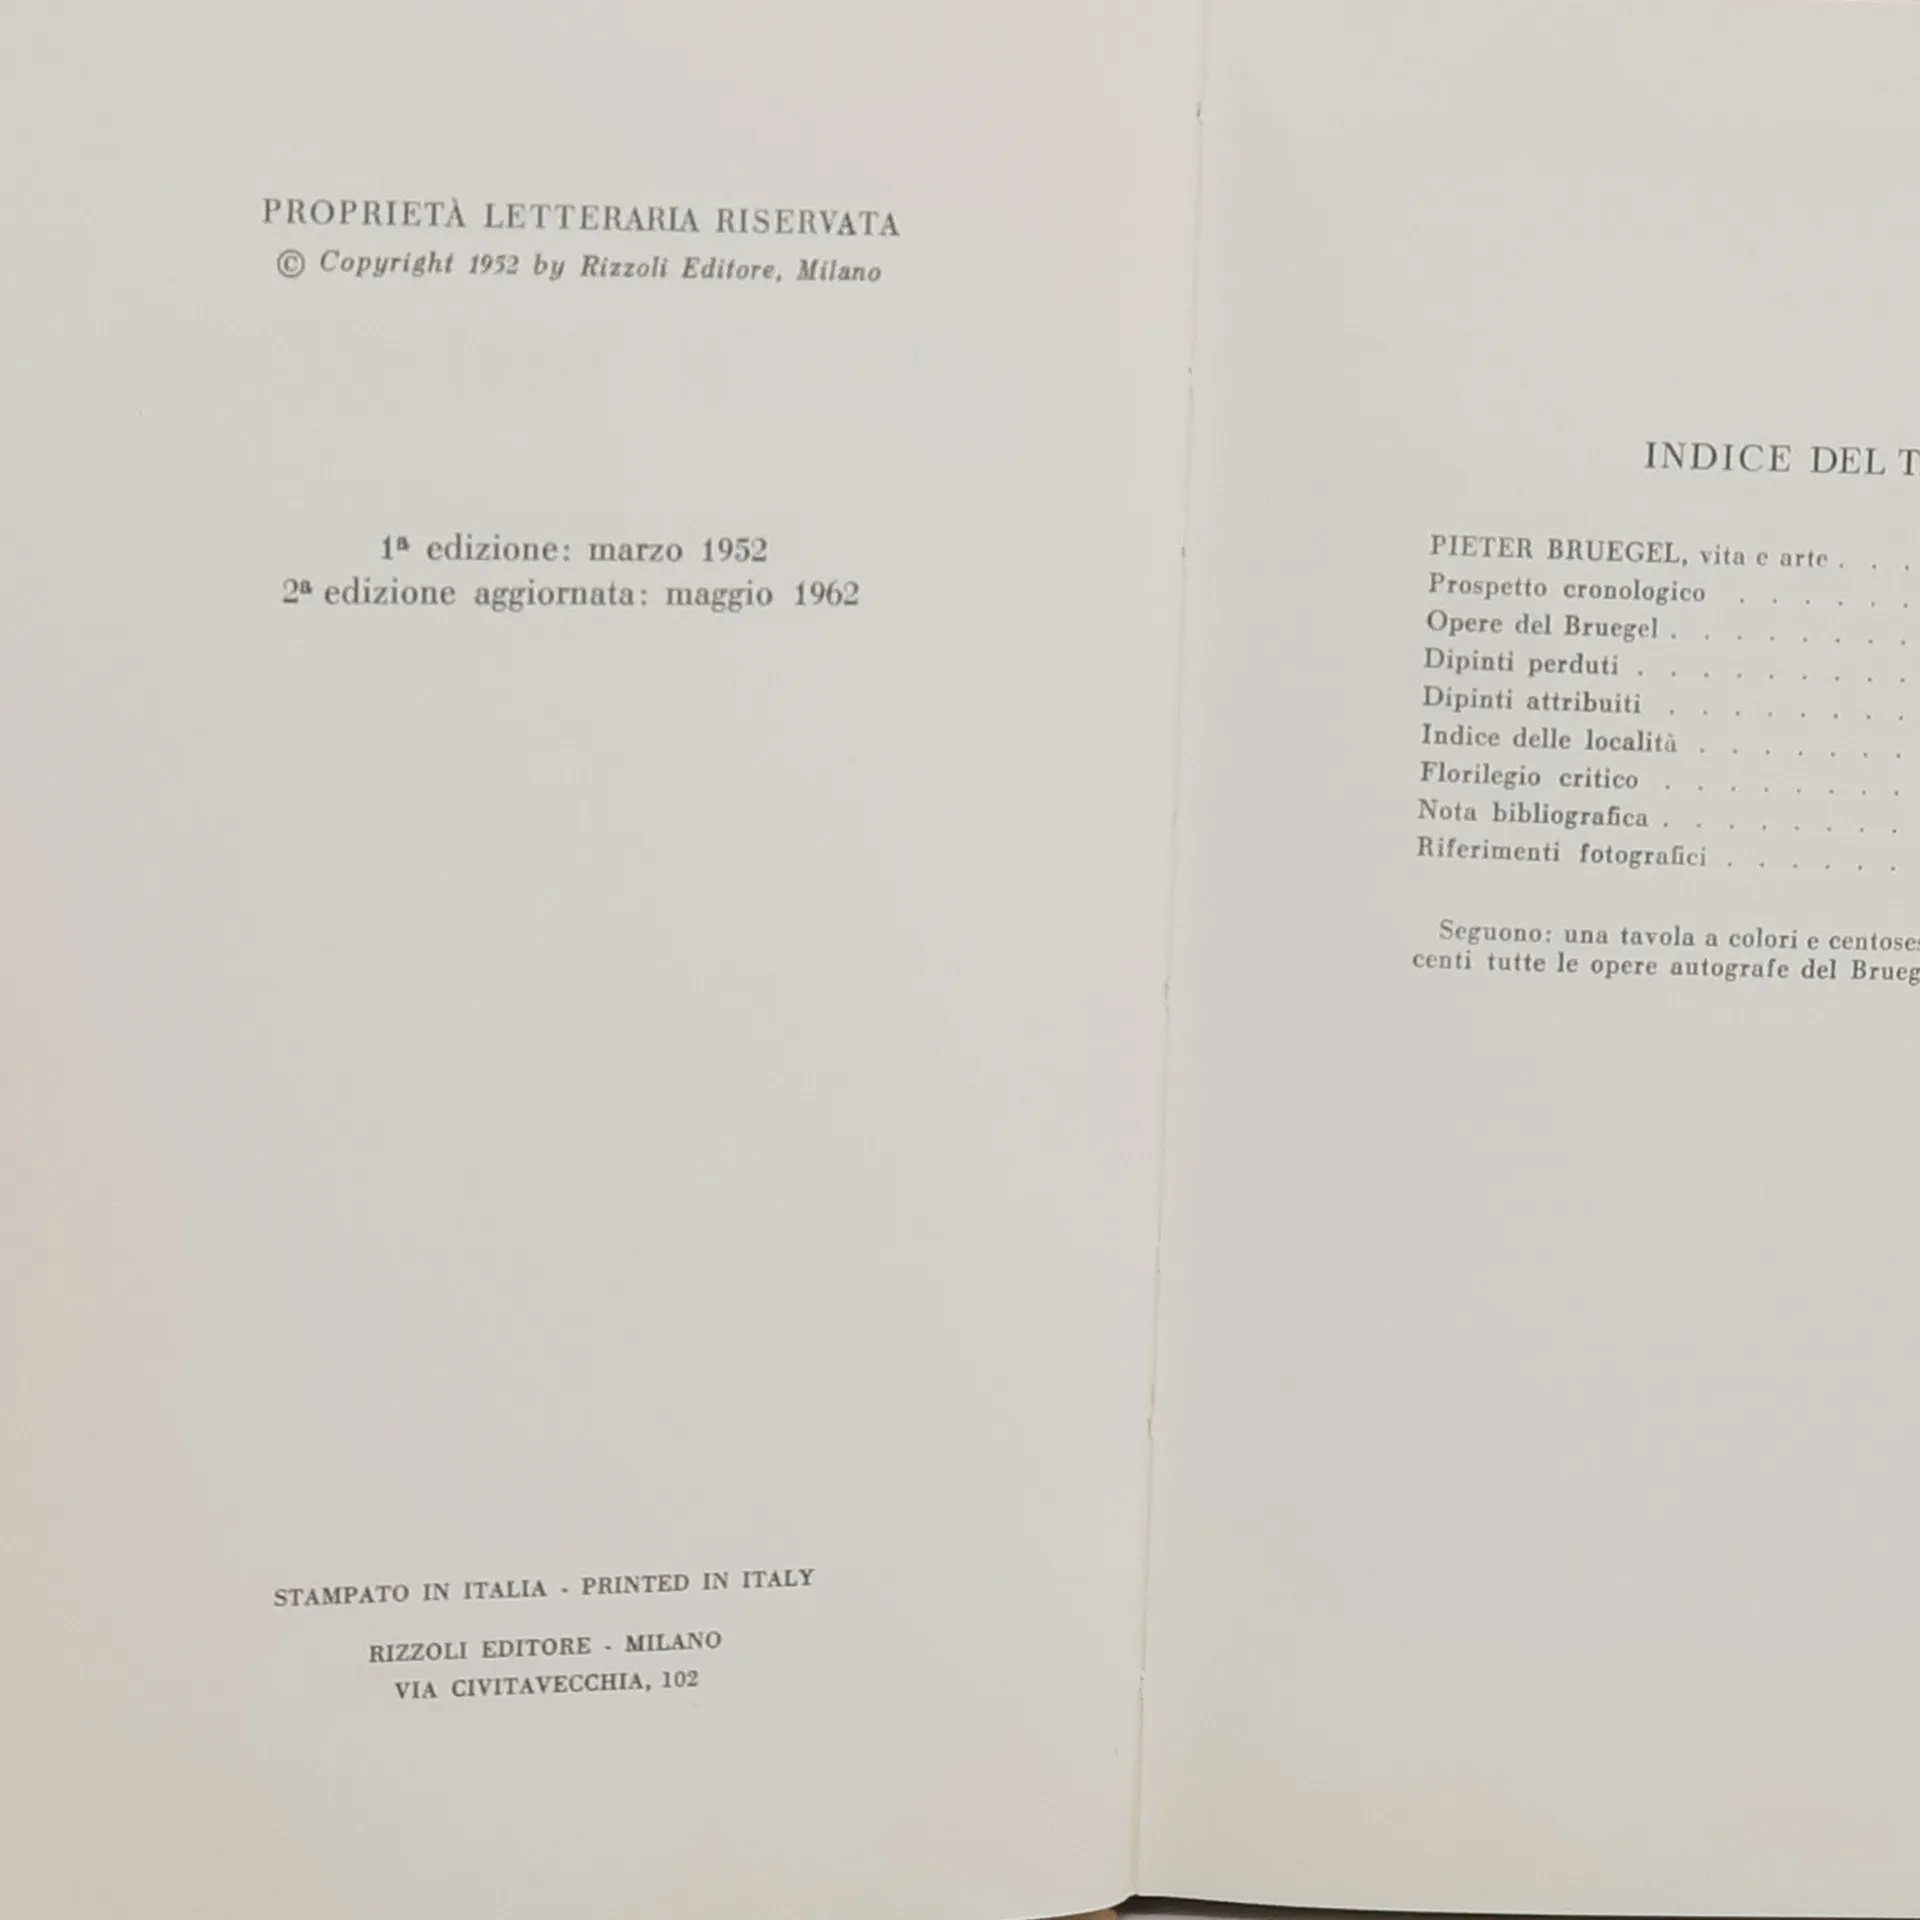 PROPRIETÀ LETTERARIA RISERVATA
© Copyright 1952 by Rizzoli Editore, Milano
1ª edizione: marzo 1952
2ª edizione aggiornata: maggio 1962
STAMPATO IN ITALIA - PRINTED IN ITALY
RIZZOLI EDITORE - MILANO
VIA CIVITAVECCHIA, 102
INDICE DEL
PIETER BRUEGEL, vita e arte . . .
Prospetto cronologico . . . . . .
Opere del Bruegel . . . . . . . .
Dipinti perduti . . . . . . . . .
Dipinti attribuiti . . . . . . . .
Indice delle località . . . . . . .
Florilegio critico . . . . . . . .
Nota bibliografica . . . . . . . .
Riferimenti fotografici . . . . . .
Seguono: una tavola a colori e
centi tutte le opere autografe del